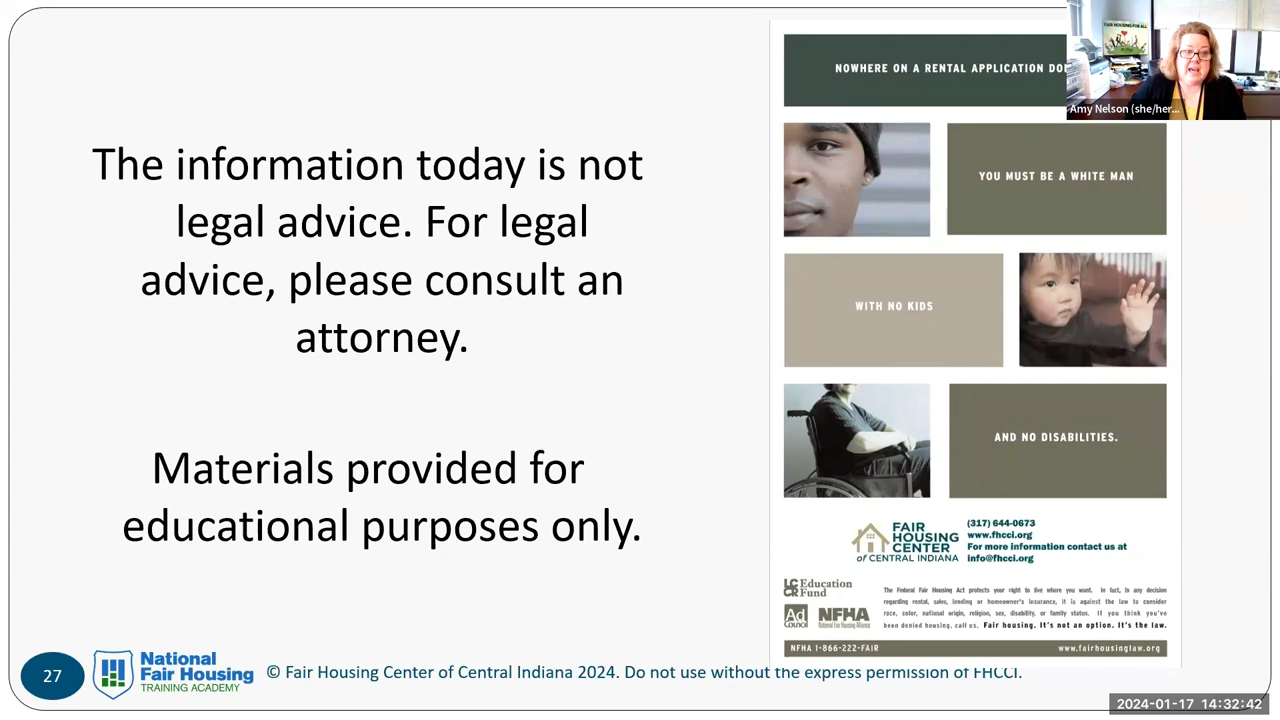 The information today is not
legal advice. For legal
advice, please consult an
attorney.
Materials provided for
educational purposes only.
NOWHERE ON A RENTAL APPLICATION
FAIR HOUSING FOR ALL
Amy Nelson (she/her...
YOU MUST BE A WHITE MAN
WITH NO KIDS
AND NO DISABILITIES.
FAIR
HOUSING
CENTER
of CENTRAL INDIANA
(317) 644-0673
www.fhcci.org
For more information contact us at
info@fhcci.org
LCCR Education
Fund
Ad
Council
NFHA
National Fair Housing Alliance
The Federal Fair Housing Act protects your right to live where you want. In fact, in any decision
regarding rental, sales, lending or homeowner's insurance, it is against the law to consider
race, color, national origin, religion, sex, disability, or family status. If you think you've
been denied housing, call us. Fair housing. It's not an option. It's the law.
NFHA 1-866-222-FAIR
www.fairhousinglaw.org
27
National
Fair Housing
TRAINING ACADEMY
© Fair Housing Center of Central Indiana 2024. Do not use without the express permission of FHCCI.
2024-01-17 14:32:42